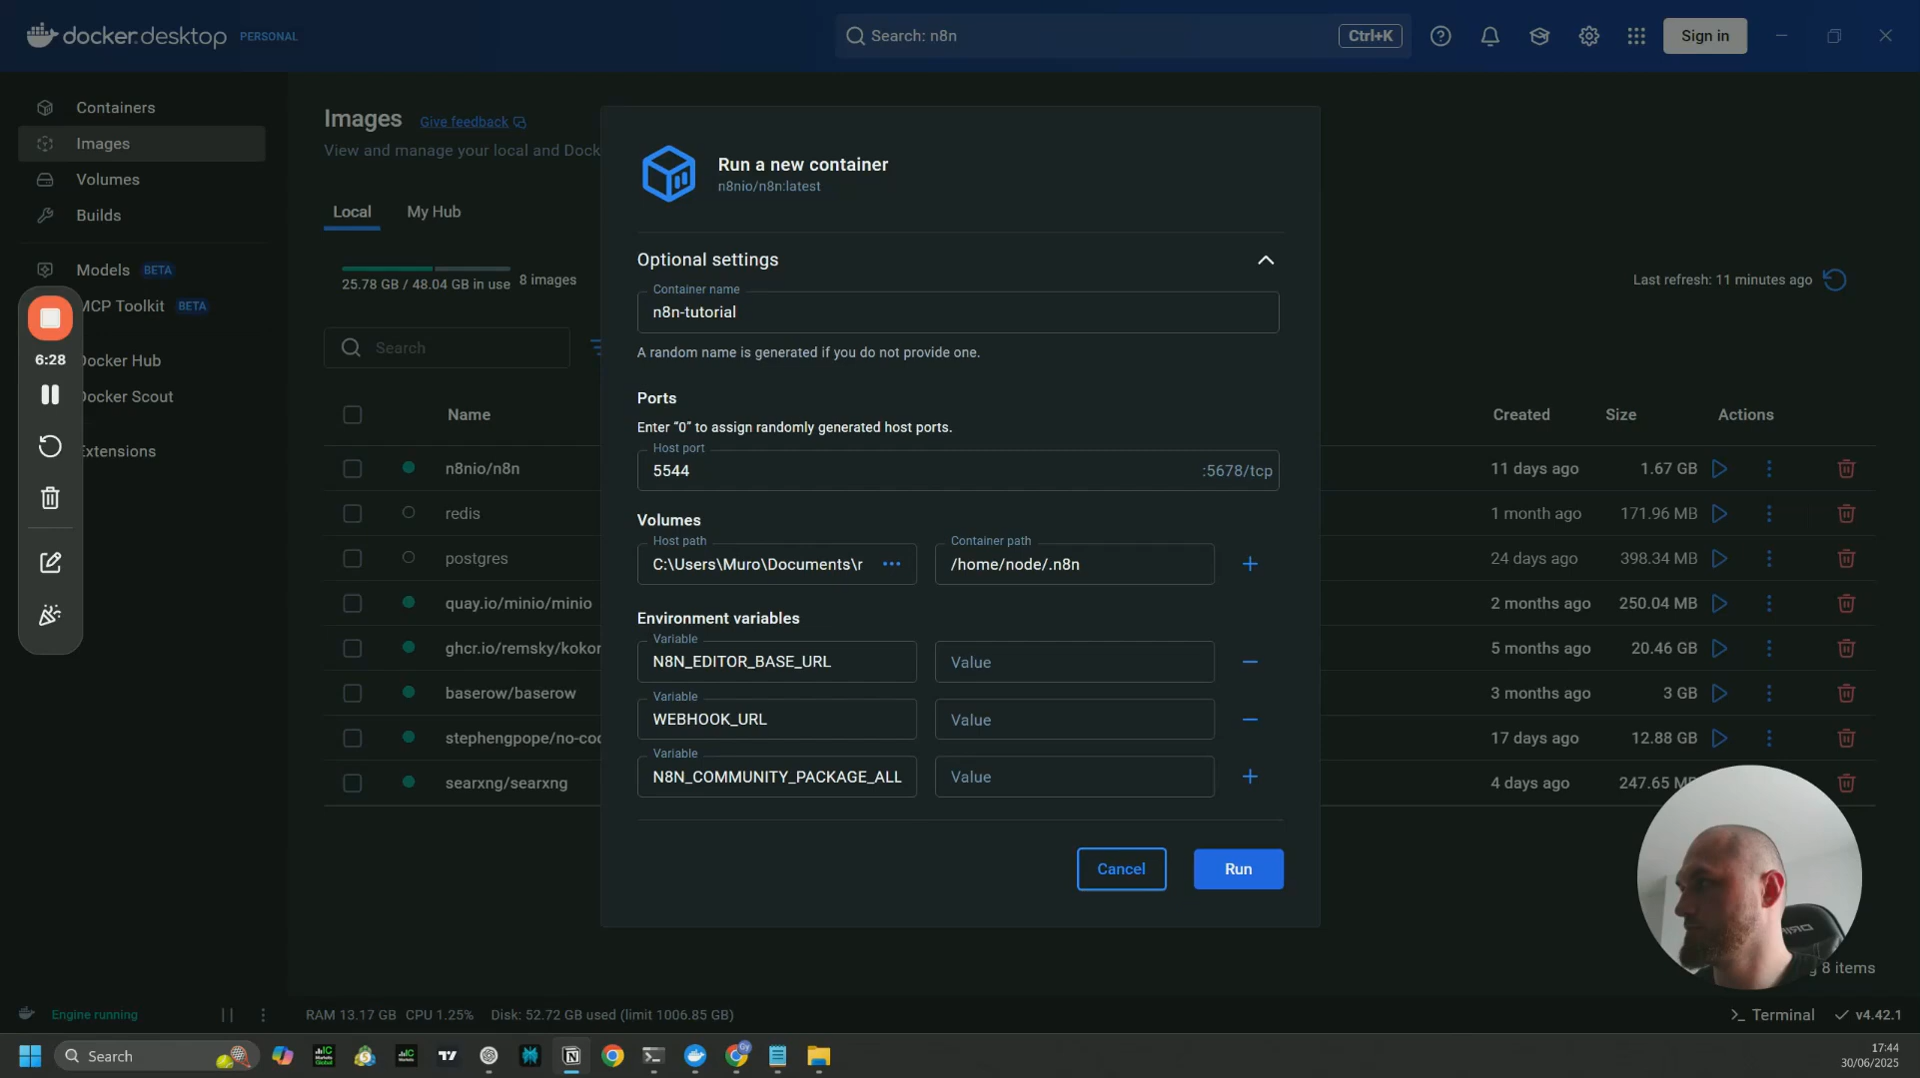 docker desktop PERSONAL
Search: n8n
Ctrl+K
Sign in
Containers
Images
Volumes
Builds
Models BETA
MCP Toolkit BETA
Docker Hub
Docker Scout
Extensions
6:28
Images Give feedback
View and manage your local and Dock
Local My Hub
25.78 GB / 48.04 GB in use 8 images
Last refresh: 11 minutes ago
Search
Name Created Size Actions
n8nio/n8n 11 days ago 1.67 GB
redis 1 month ago 171.96 MB
postgres 24 days ago 398.34 MB
quay.io/minio/minio 2 months ago 250.04 MB
ghcr.io/remsky/kokor 5 months ago 20.46 GB
baserow/baserow 3 months ago 3 GB
stephengpope/no-co 17 days ago 12.88 GB
searxng/searxng 4 days ago 247.65 M
8 items
Run a new container
n8nio/n8n:latest
Optional settings
Container name
n8n-tutorial
A random name is generated if you do not provide one.
Ports
Enter “0” to assign randomly generated host ports.
Host port
5544 :5678/tcp
Volumes
Host path Container path
C:\Users\Muro\Documents\r ••• /home/node/.n8n
Environment variables
Variable
N8N_EDITOR_BASE_URL Value
Variable
WEBHOOK_URL Value
Variable
N8N_COMMUNITY_PACKAGE_ALL Value
Cancel Run
Engine running
RAM 13.17 GB CPU 1.25% Disk: 52.72 GB used (limit 1006.85 GB)
Terminal
v4.42.1
Search
17:44
30/06/2025